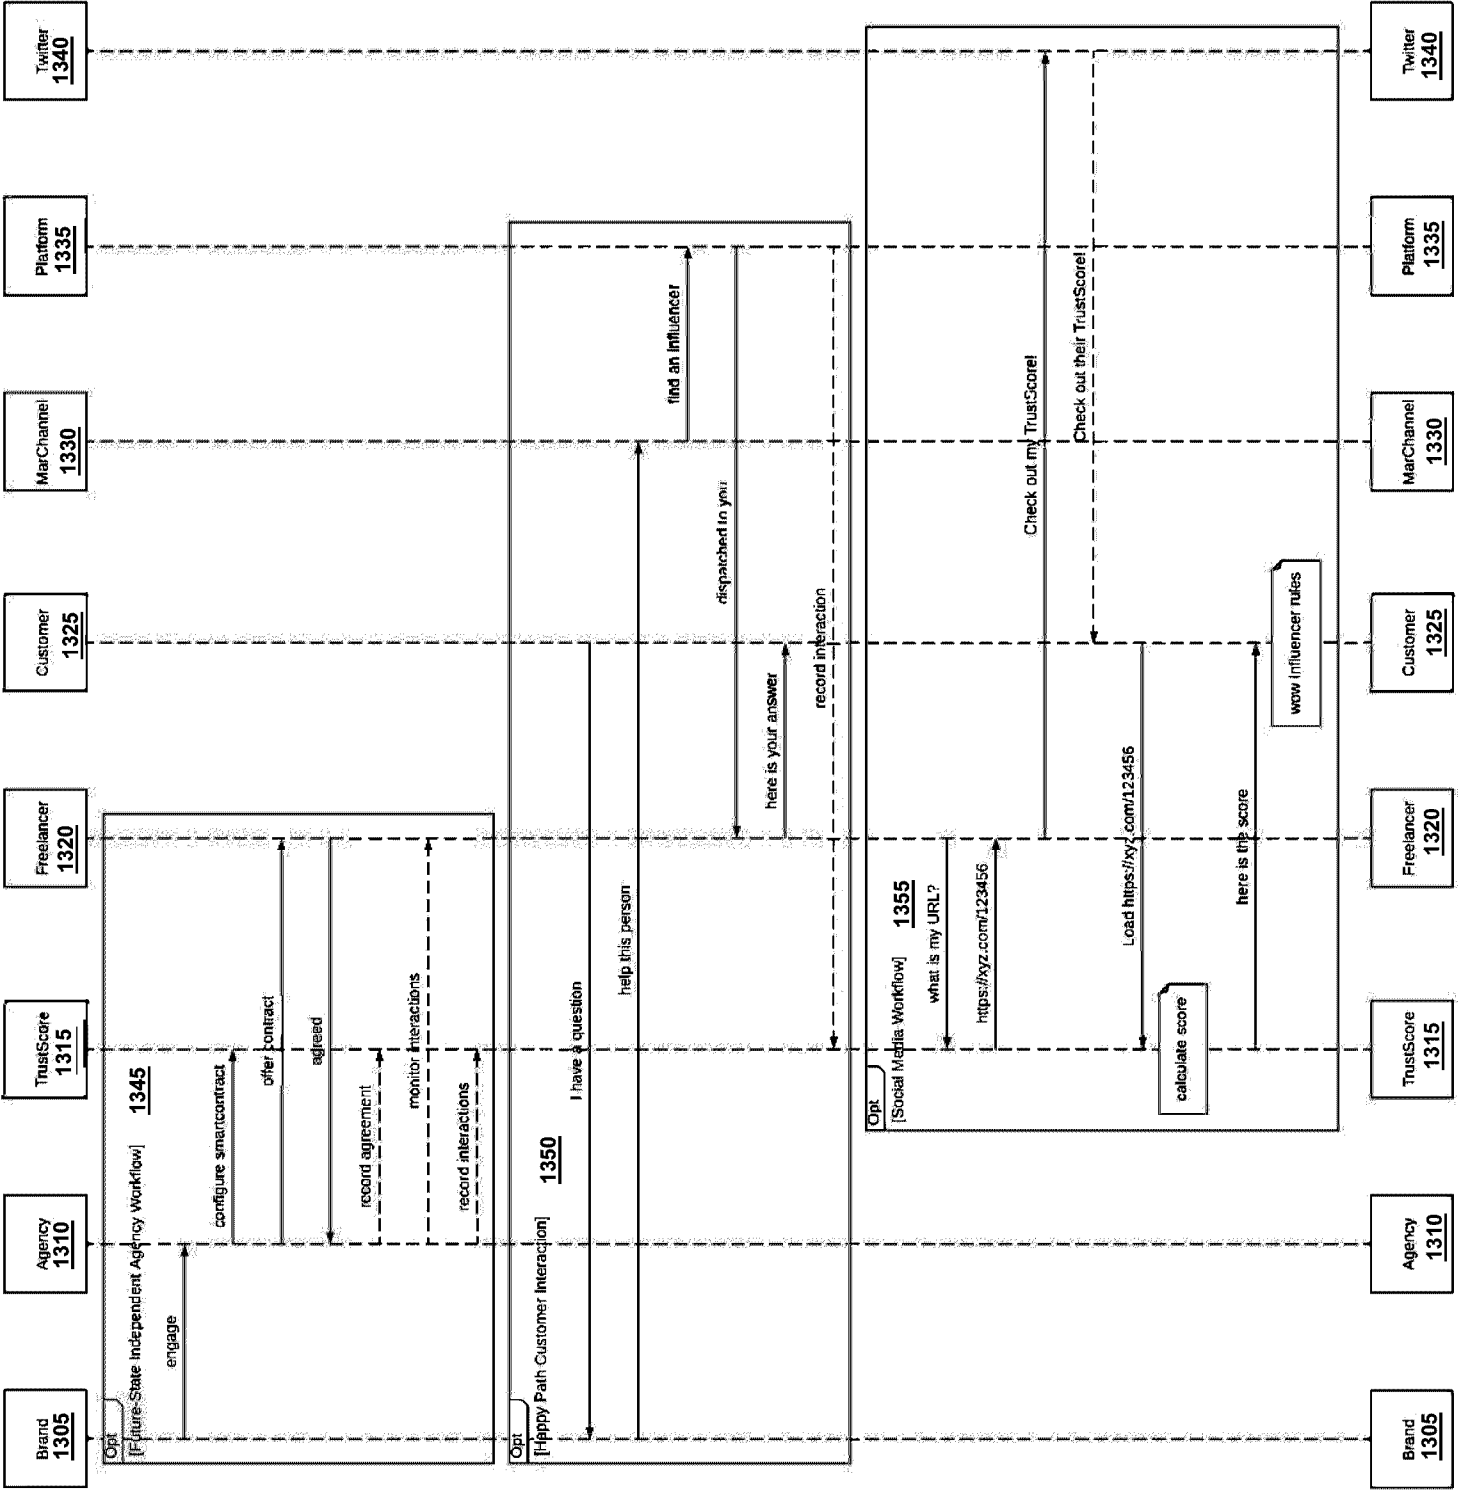 Brand
1305
Agency
1310
TrustScore
1315
Freelancer
1320
Customer
1325
MarChannel
1330
Platform
1335
Twitter
1340
Opt
[Future-State Independent Agency Workflow]
1345
engage
configure smartcontract
offer contract
agreed
record agreement
monitor interactions
record interactions
Opt
[Happy Path Customer Interaction]
1350
I have a question
help this person
find an influencer
dispatched to you
here is your answer
record interaction
Opt
[Social Media Workflow]
1355
what is my URL?
https://xyz.com/123456
Check out my TrustScore!
Check out their TrustScore!
Load https://xyz.com/123456
calculate score
here is the score
wow Influencer rules
Brand
1305
Agency
1310
TrustScore
1315
Freelancer
1320
Customer
1325
MarChannel
1330
Platform
1335
Twitter
1340